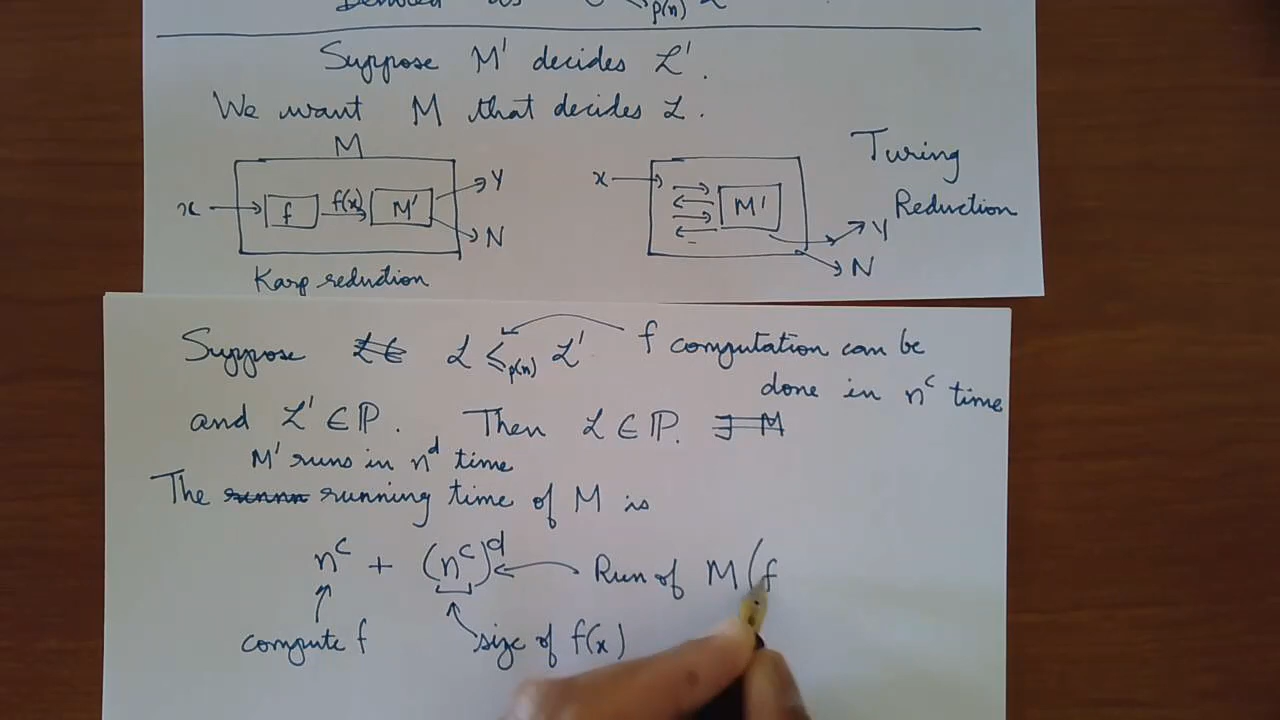 p(n)
Suppose M' decides L'.
We want M that decides L.
M
x f f(x) M' Y N
Karp reduction
x M' Y N
Turing
Reduction
Suppose L ≤p(n) L' f computation can be
done in n^c time
and L' ∈ P. Then L ∈ P. ∃ M
M' runs in n^d time
The running time of M is
n^c + (n^c)^d Run of M (f
compute f size of f(x)